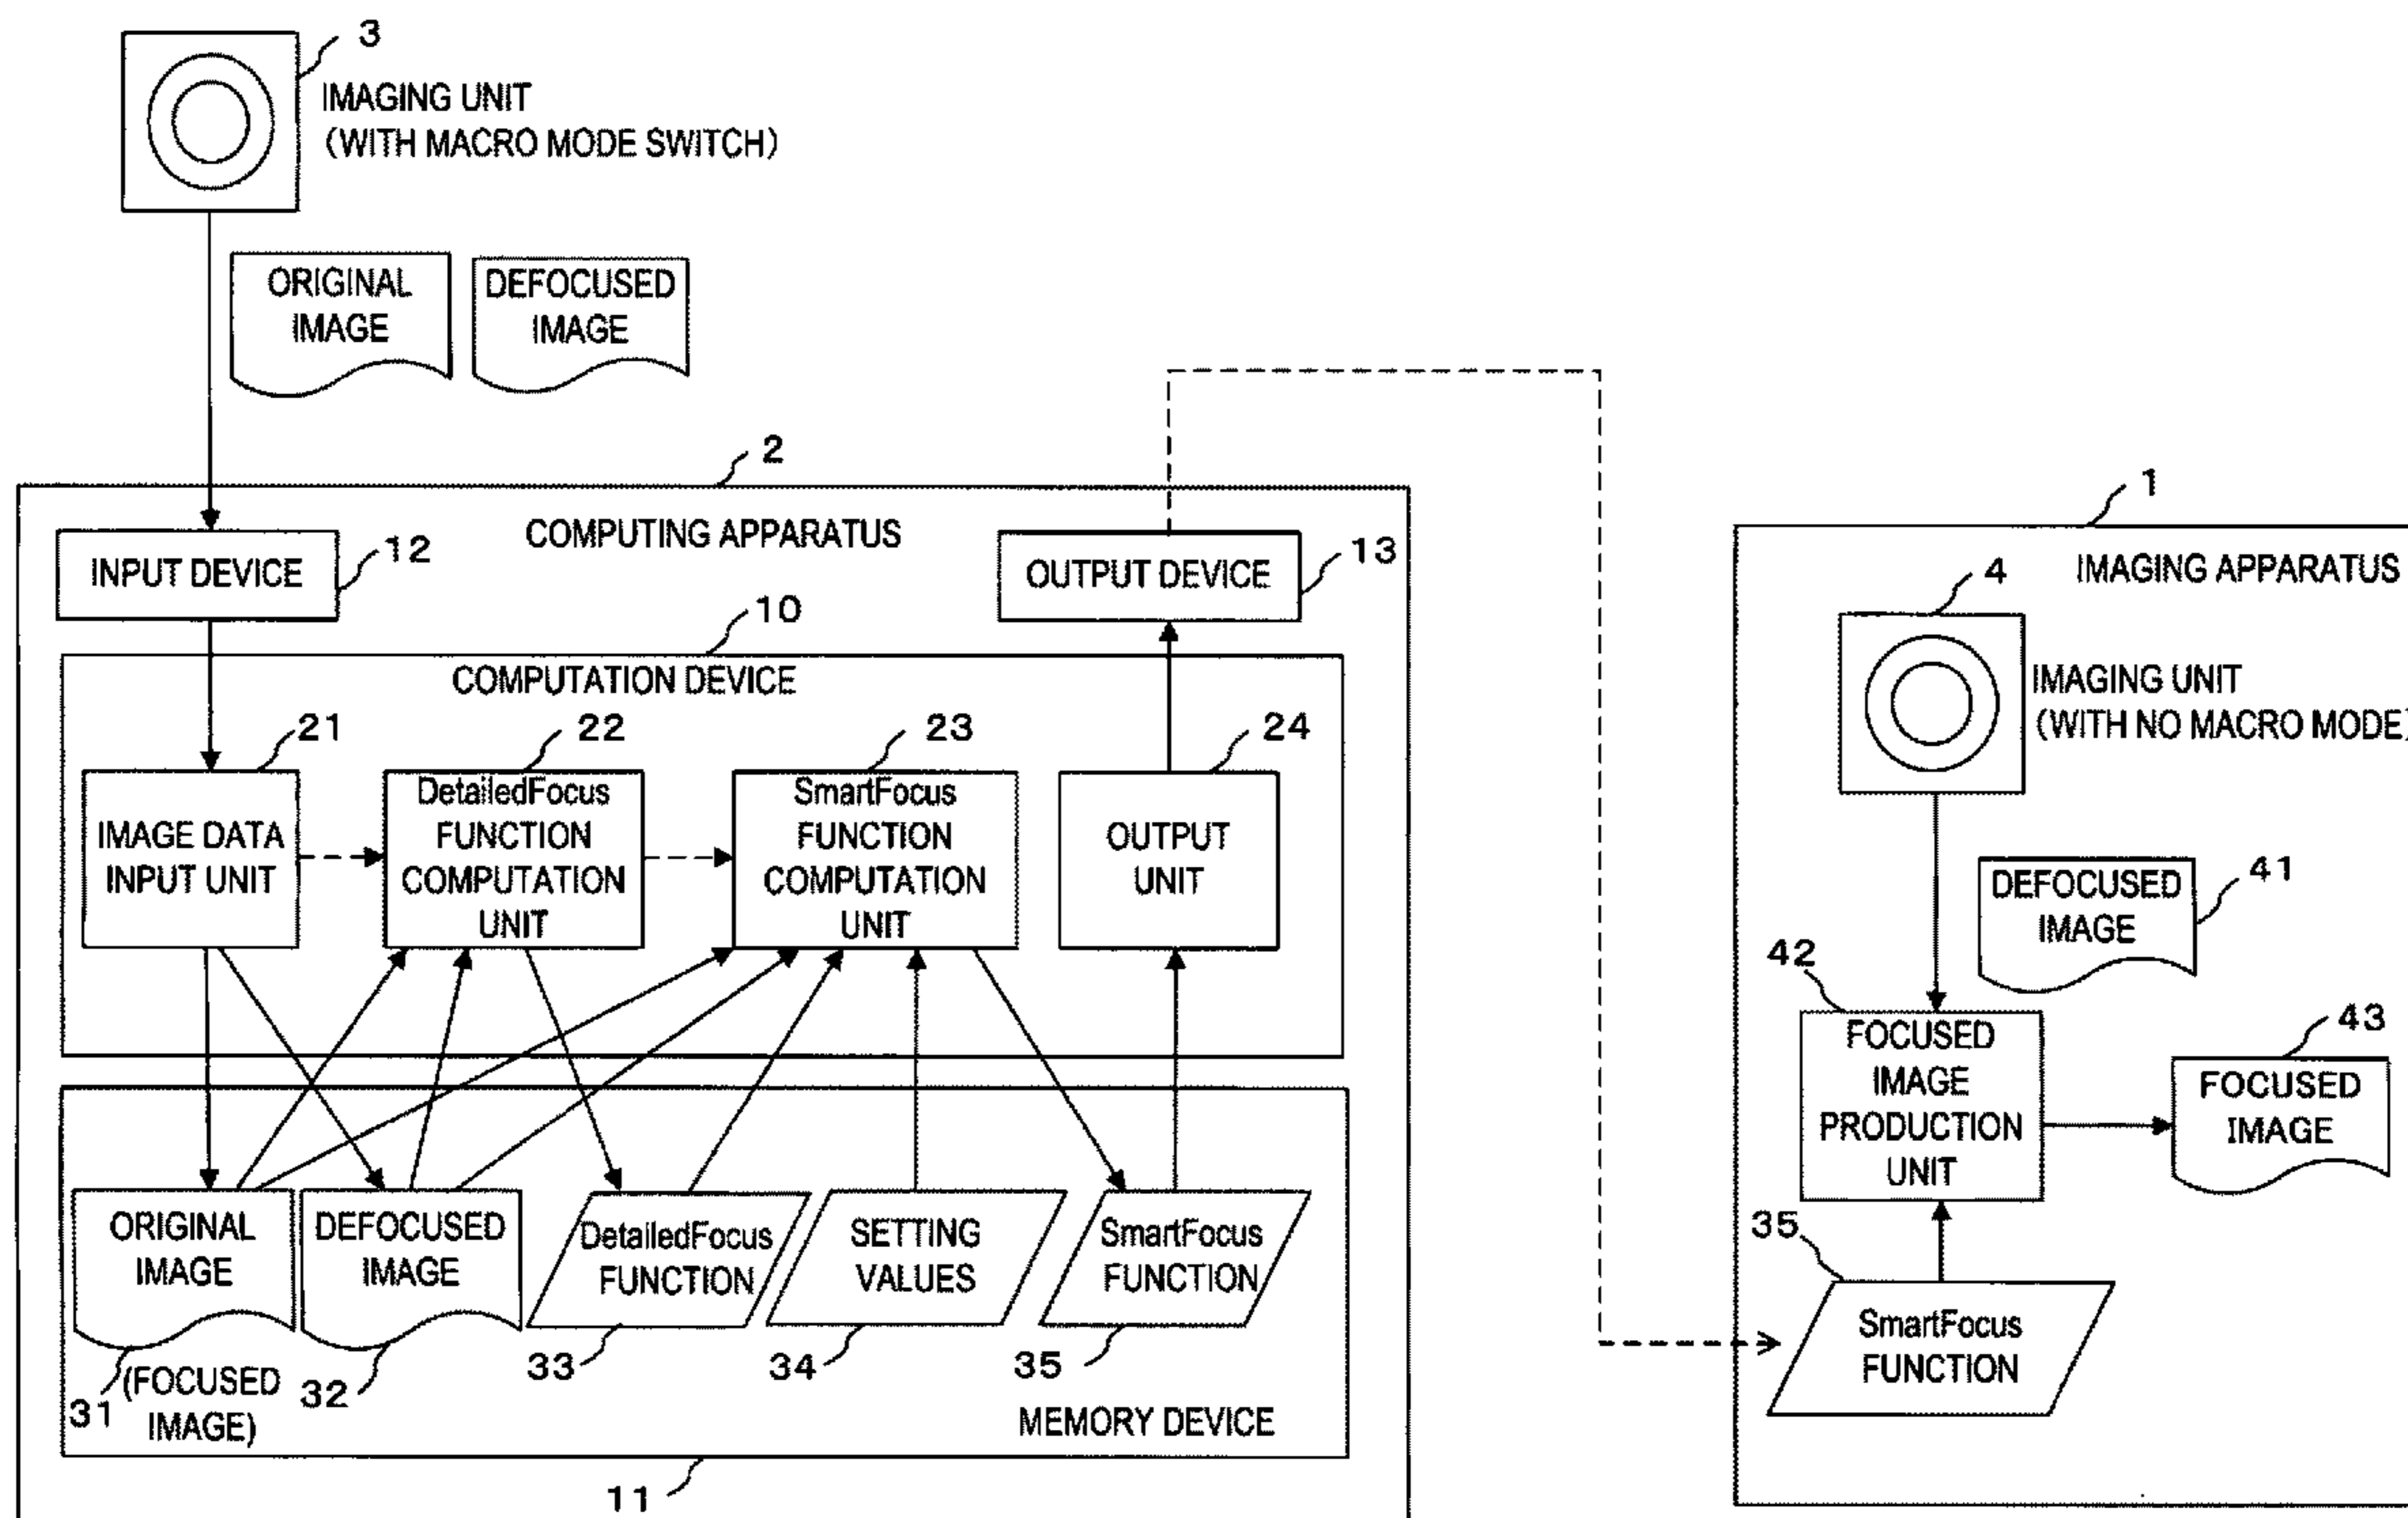 3
IMAGING UNIT
(WITH MACRO MODE SWITCH)
ORIGINAL
IMAGE
DEFOCUSED
IMAGE
2
COMPUTING APPARATUS
INPUT DEVICE
12
OUTPUT DEVICE
13
10
COMPUTATION DEVICE
21
IMAGE DATA
INPUT UNIT
22
DetailedFocus
FUNCTION
COMPUTATION
UNIT
23
SmartFocus
FUNCTION
COMPUTATION
UNIT
24
OUTPUT
UNIT
ORIGINAL
IMAGE
31
(FOCUSED
IMAGE)
DEFOCUSED
IMAGE
32
DetailedFocus
FUNCTION
33
SETTING
VALUES
34
SmartFocus
FUNCTION
35
MEMORY DEVICE
11
1
IMAGING APPARATUS
4
IMAGING UNIT
(WITH NO MACRO MODE)
DEFOCUSED
IMAGE
41
42
FOCUSED
IMAGE
PRODUCTION
UNIT
43
FOCUSED
IMAGE
35
SmartFocus
FUNCTION